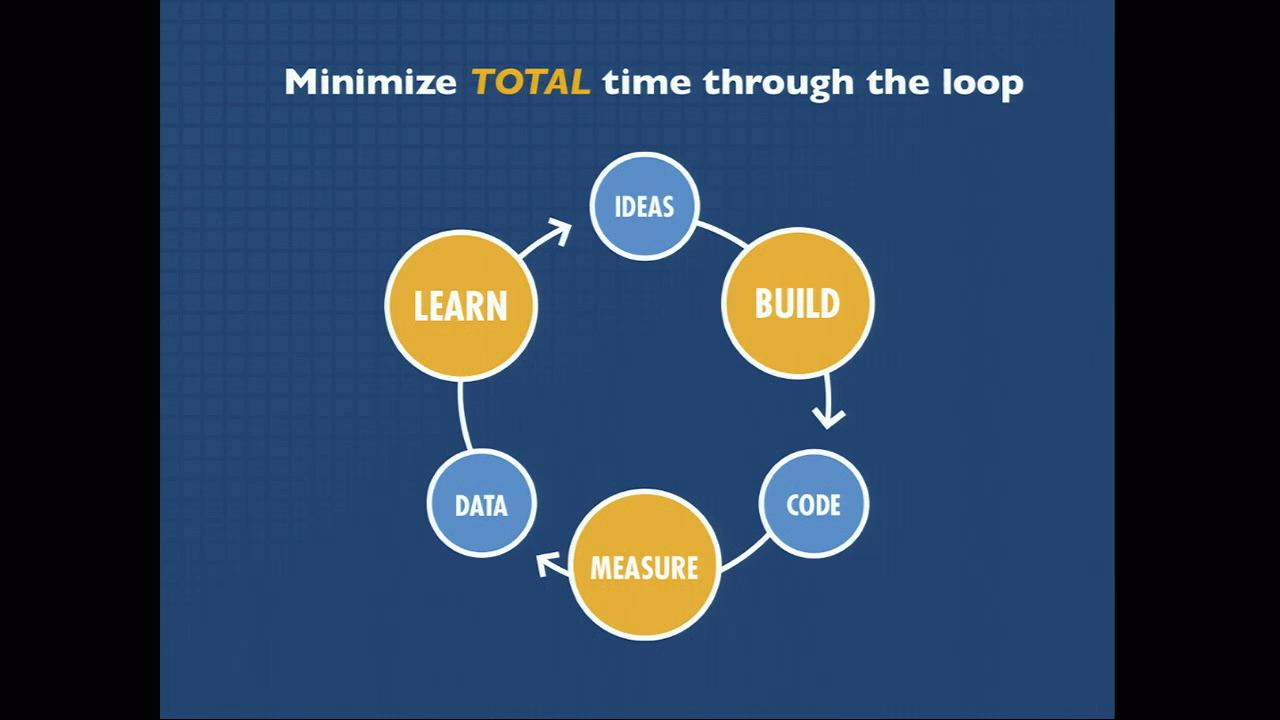 Minimize TOTAL time through the loop
IDEAS
BUILD
CODE
MEASURE
DATA
LEARN